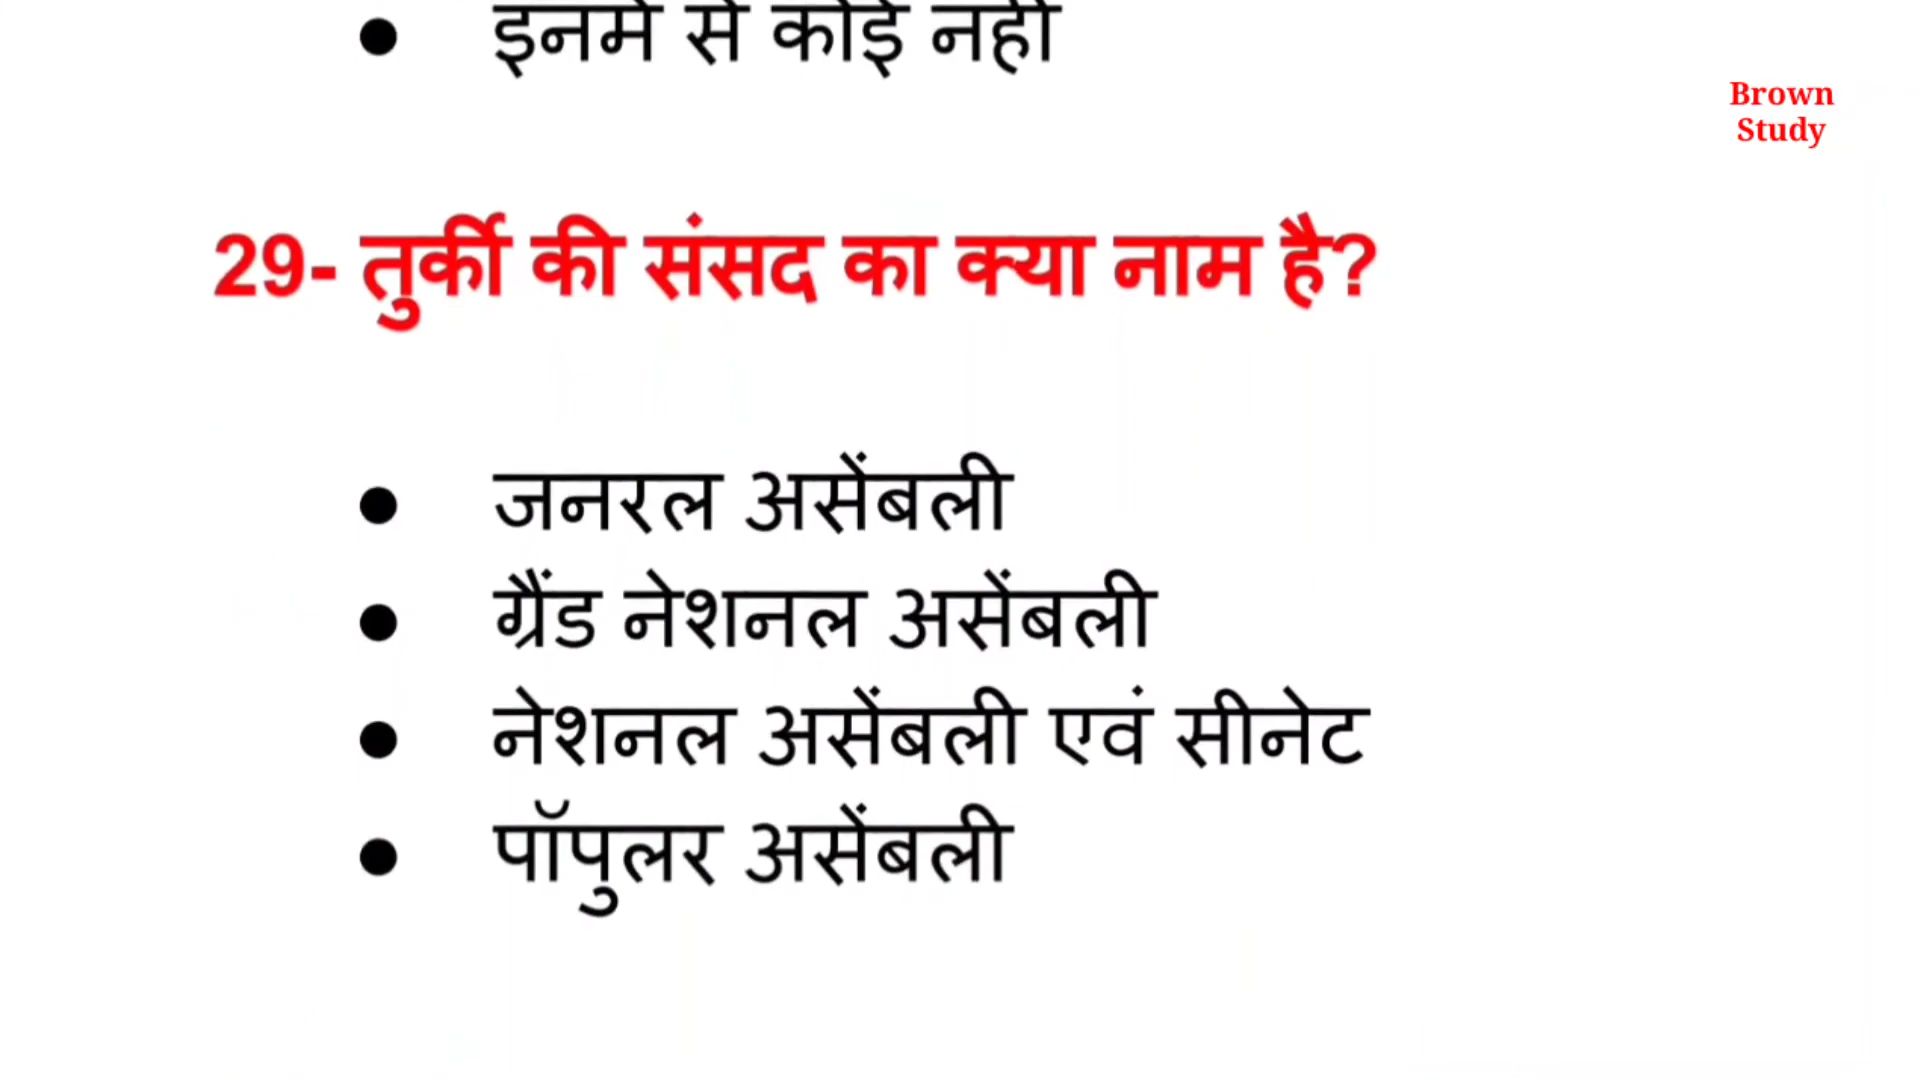 इनमें से कोई नहीं
Brown
Study
29- तुर्की की संसद का क्या नाम है?
जनरल असेंबली
ग्रैंड नेशनल असेंबली
नेशनल असेंबली एवं सीनेट
पॉपुलर असेंबली